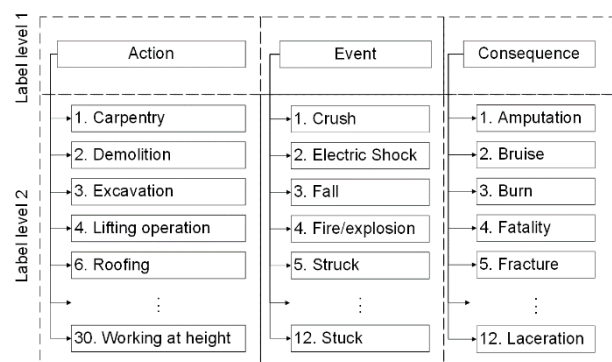 Label level 1
Action
Event
Consequence
Label level 2
1. Carpentry
2. Demolition
3. Excavation
4. Lifting operation
6. Roofing
⋮
30. Working at height
1. Crush
2. Electric Shock
3. Fall
4. Fire/explosion
5. Struck
⋮
12. Stuck
1. Amputation
2. Bruise
3. Burn
4. Fatality
5. Fracture
⋮
12. Laceration